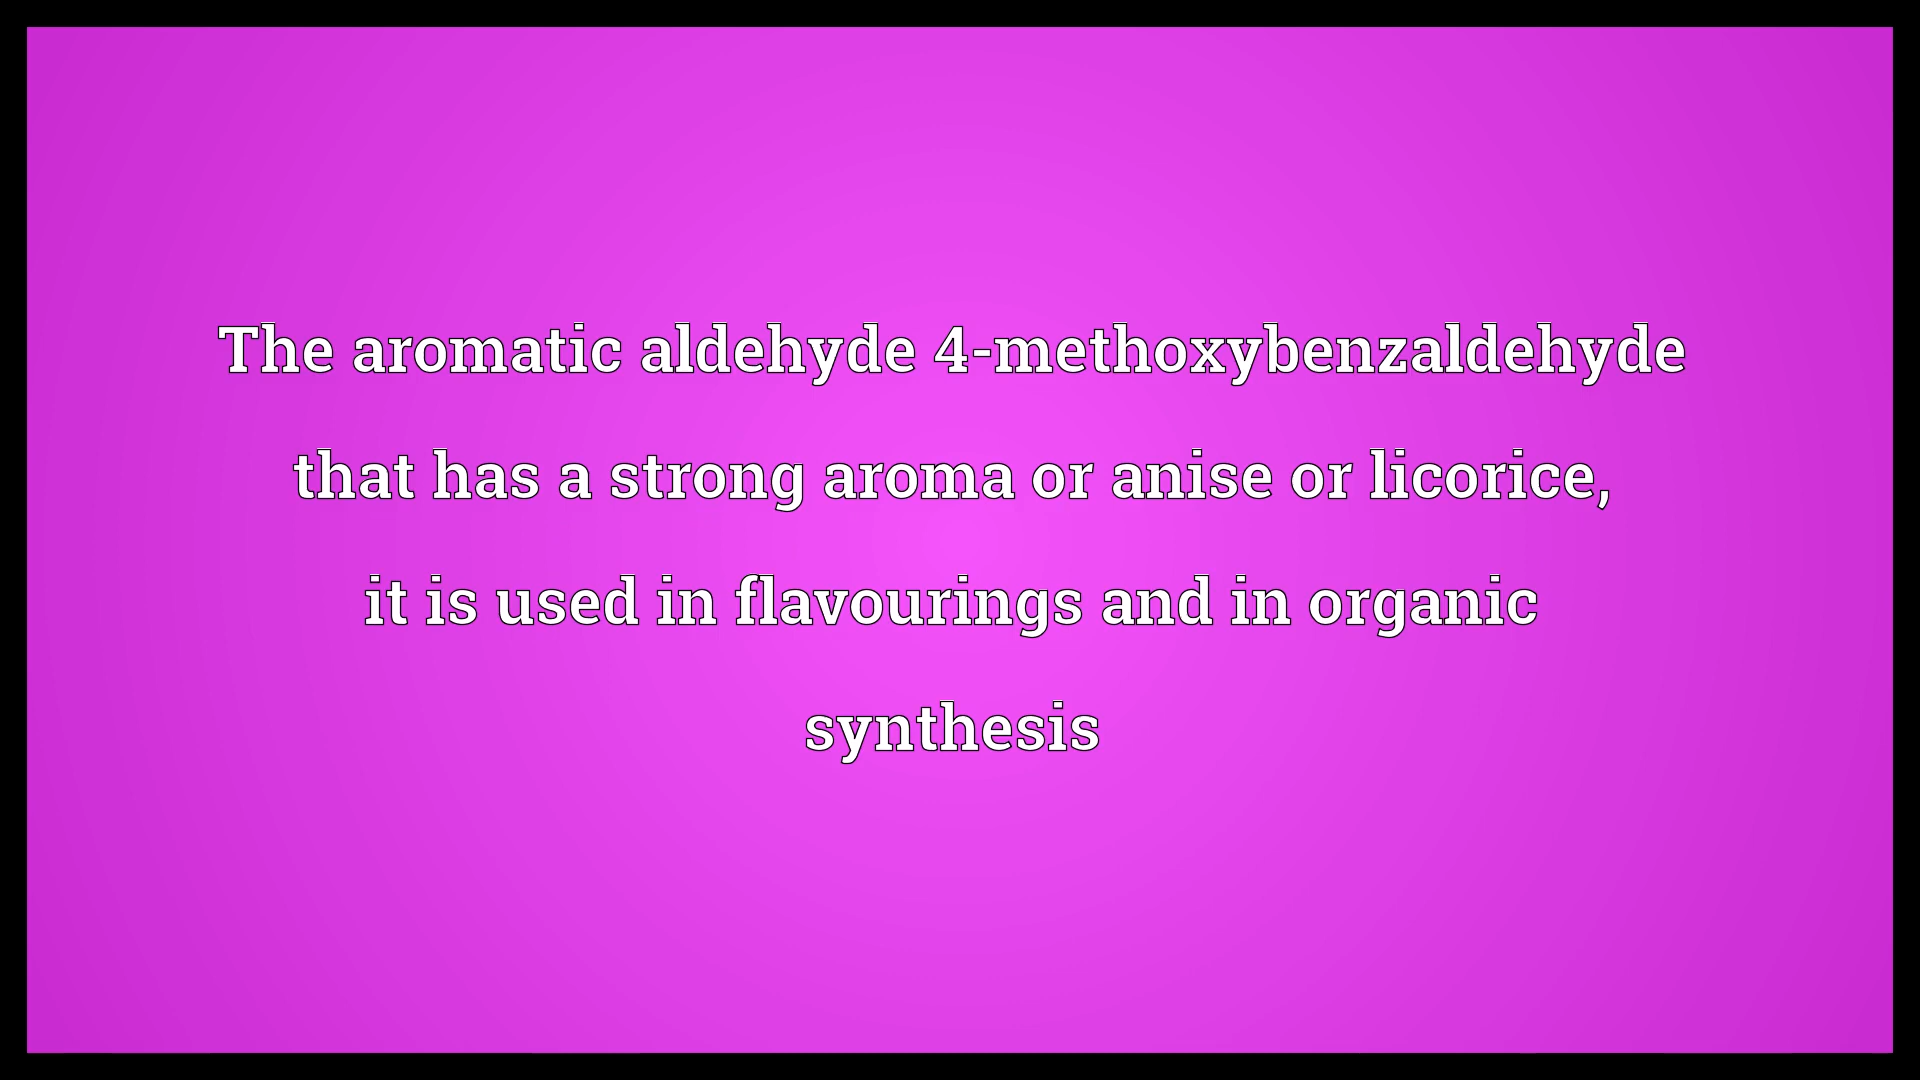 The aromatic aldehyde 4-methoxybenzaldehyde
that has a strong aroma or anise or licorice,
it is used in flavourings and in organic
synthesis